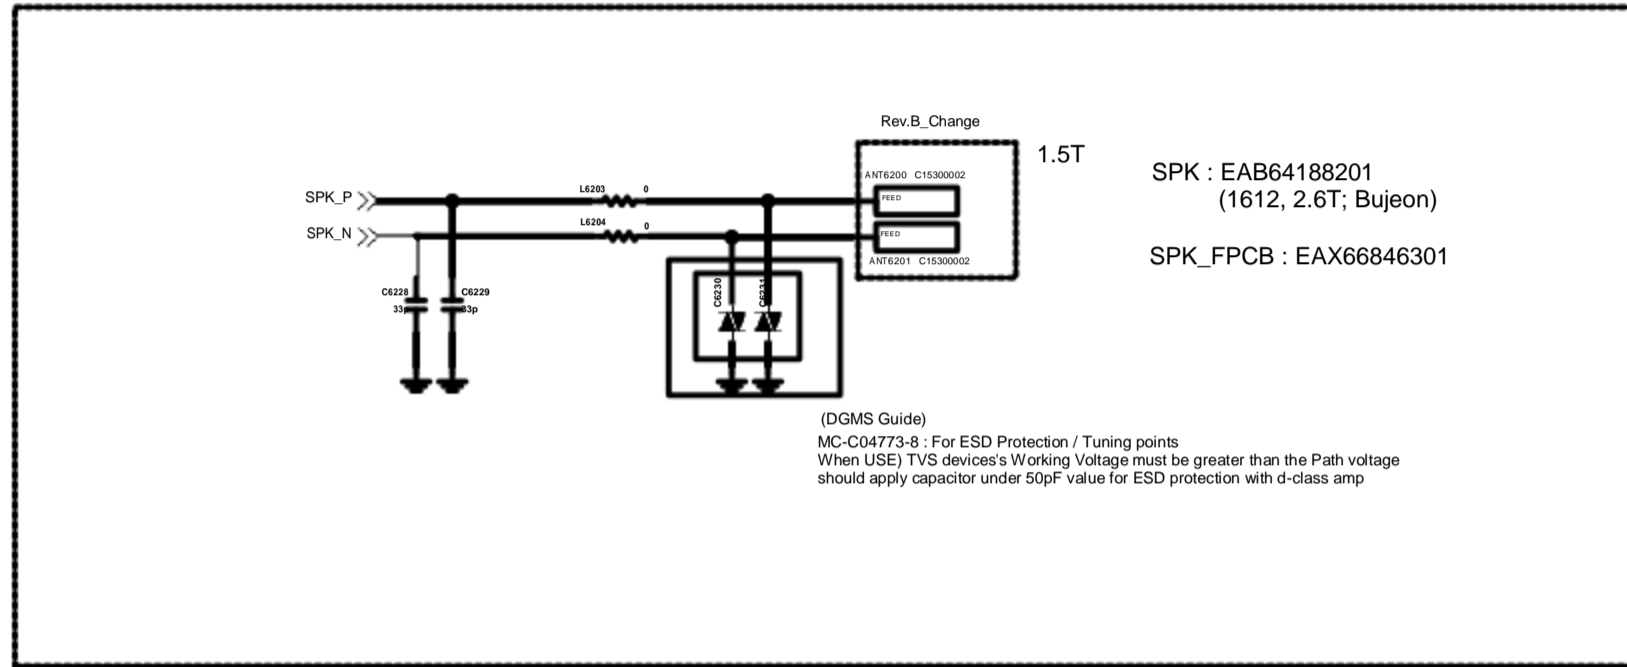 Rev.B_Change
1.5T
ANT6200 C15300002
SPK : EAB64188201
(1612, 2.6T; Bujeon)
SPK_P
L6203 0
FEED
SPK_N
L6204 0
FEED
ANT6201 C15300002
SPK_FPCB : EAX66846301
C6228
33p
C6229
33p
C6230
C6231
(DGMS Guide)
MC-C04773-8 : For ESD Protection / Tuning points
When USE) TVS devices's Working Voltage must be greater than the Path voltage
should apply capacitor under 50pF value for ESD protection with d-class amp